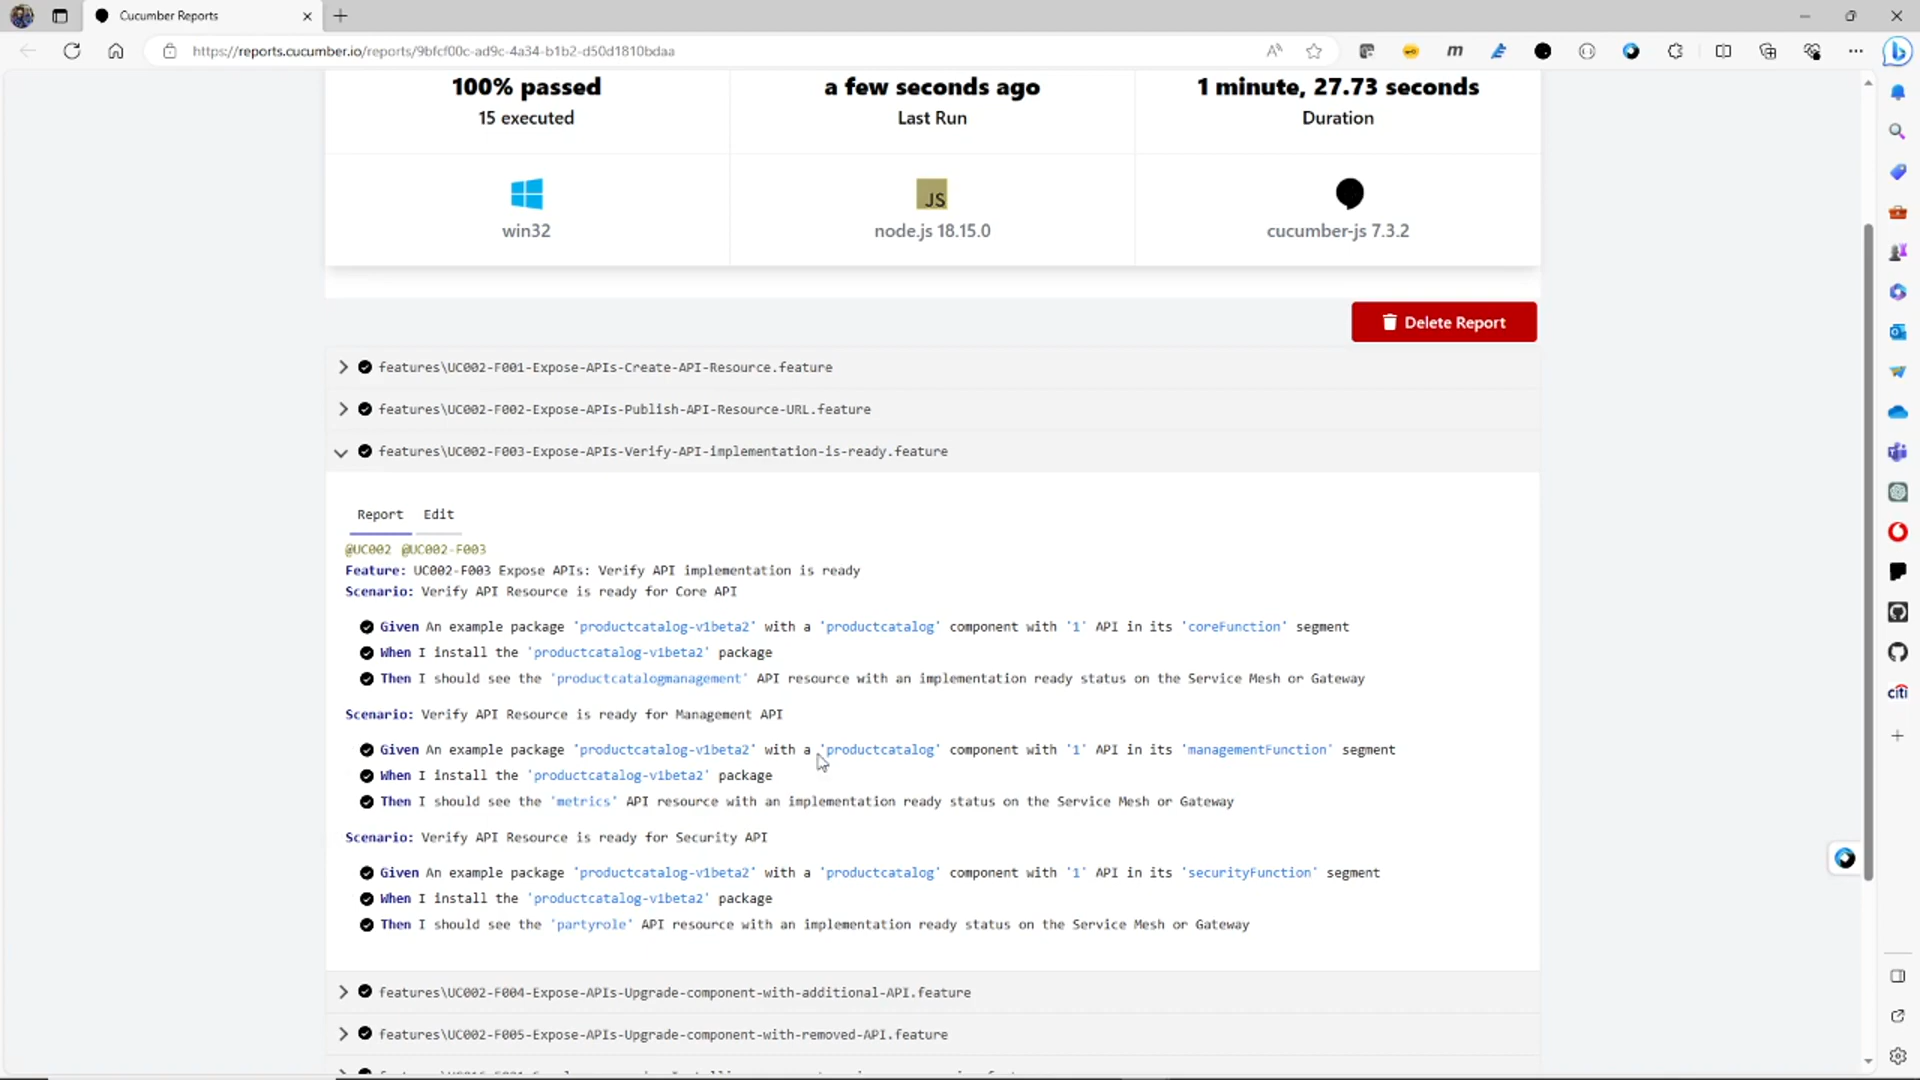 Cucumber Reports
https://reports.cucumber.io/reports/9bfcf00c-ad9c-4a34-b1b2-d50d1810bdaa
100% passed
15 executed
a few seconds ago
Last Run
1 minute, 27.73 seconds
Duration
win32
JS
node.js 18.15.0
cucumber-js 7.3.2
Delete Report
features\UC002-F001-Expose-APIs-Create-API-Resource.feature
features\UC002-F002-Expose-APIs-Publish-API-Resource-URL.feature
features\UC002-F003-Expose-APIs-Verify-API-implementation-is-ready.feature
Report Edit
@UC002 @UC002-F003
Feature: UC002-F003 Expose APIs: Verify API implementation is ready
Scenario: Verify API Resource is ready for Core API
Given An example package 'productcatalog-v1beta2' with a 'productcatalog' component with '1' API in its 'coreFunction' segment
When I install the 'productcatalog-v1beta2' package
Then I should see the 'productcatalogmanagement' API resource with an implementation ready status on the Service Mesh or Gateway
Scenario: Verify API Resource is ready for Management API
Given An example package 'productcatalog-v1beta2' with a 'productcatalog' component with '1' API in its 'managementFunction' segment
When I install the 'productcatalog-v1beta2' package
Then I should see the 'metrics' API resource with an implementation ready status on the Service Mesh or Gateway
Scenario: Verify API Resource is ready for Security API
Given An example package 'productcatalog-v1beta2' with a 'productcatalog' component with '1' API in its 'securityFunction' segment
When I install the 'productcatalog-v1beta2' package
Then I should see the 'partyrole' API resource with an implementation ready status on the Service Mesh or Gateway
features\UC002-F004-Expose-APIs-Upgrade-component-with-additional-API.feature
features\UC002-F005-Expose-APIs-Upgrade-component-with-removed-API.feature
citi